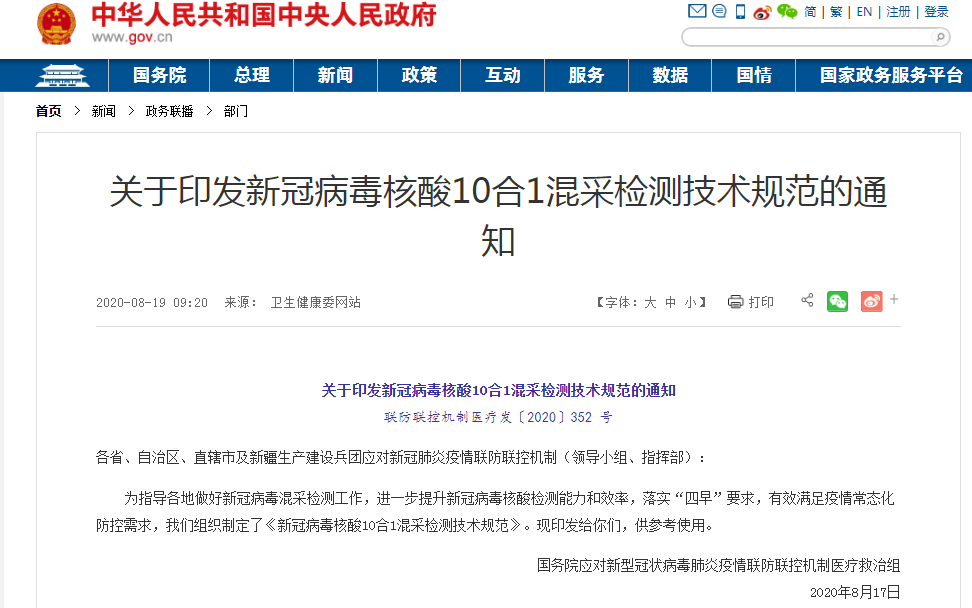 中华人民共和国中央人民政府
www.gov.cn
简 | 繁 | EN | 注册 | 登录
国务院 总理 新闻 政策 互动 服务 数据 国情 国家政务服务平台
首页 > 新闻 > 政务联播 > 部门
关于印发新冠病毒核酸10合1混采检测技术规范的通
知
2020-08-19 09:20 来源： 卫生健康委网站 【字体：大 中 小】 打印 +
关于印发新冠病毒核酸10合1混采检测技术规范的通知
联防联控机制医疗发〔2020〕352 号
各省、自治区、直辖市及新疆生产建设兵团应对新冠肺炎疫情联防联控机制（领导小组、指挥部）：
为指导各地做好新冠病毒混采检测工作，进一步提升新冠病毒核酸检测能力和效率，落实“四早”要求，有效满足疫情常态化
防控需求，我们组织制定了《新冠病毒核酸10合1混采检测技术规范》。现印发给你们，供参考使用。
国务院应对新型冠状病毒肺炎疫情联防联控机制医疗救治组
2020年8月17日